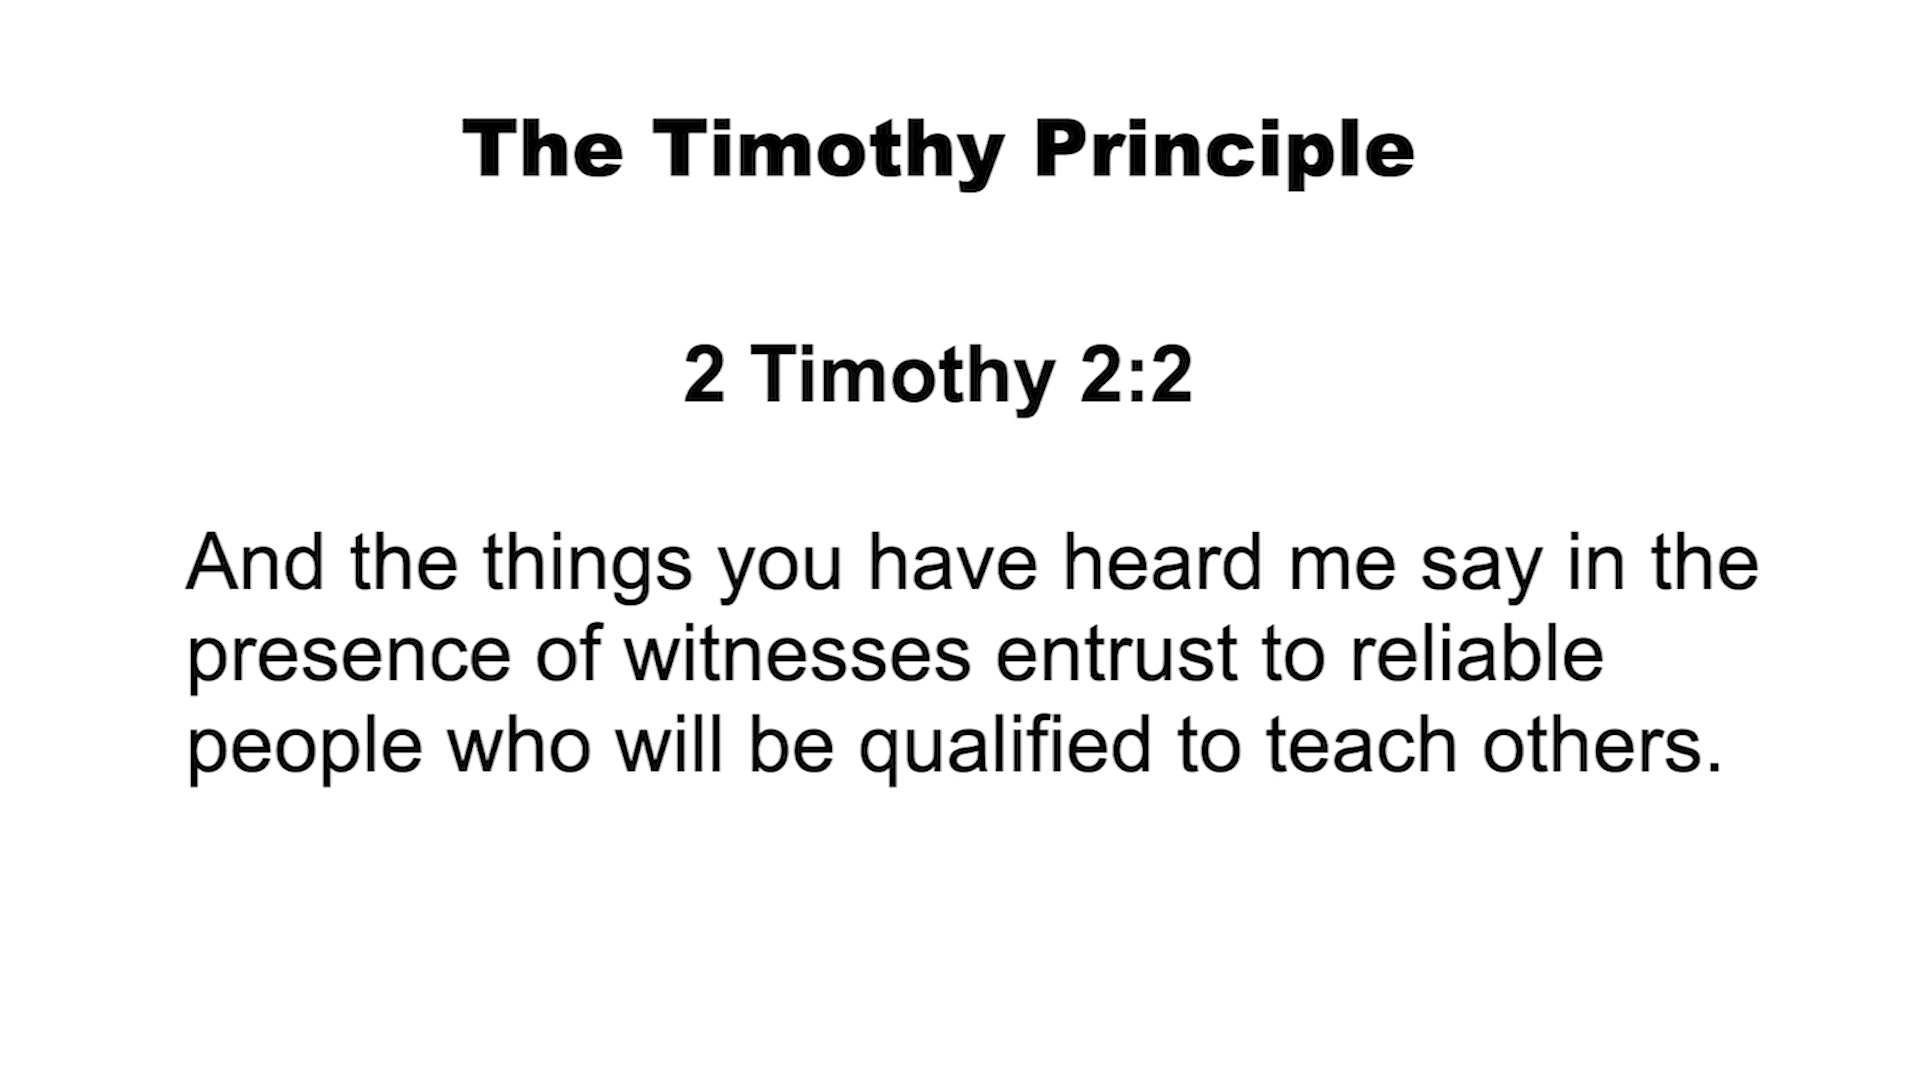 The Timothy Principle
2 Timothy 2:2
And the things you have heard me say in the
presence of witnesses entrust to reliable
people who will be qualified to teach others.